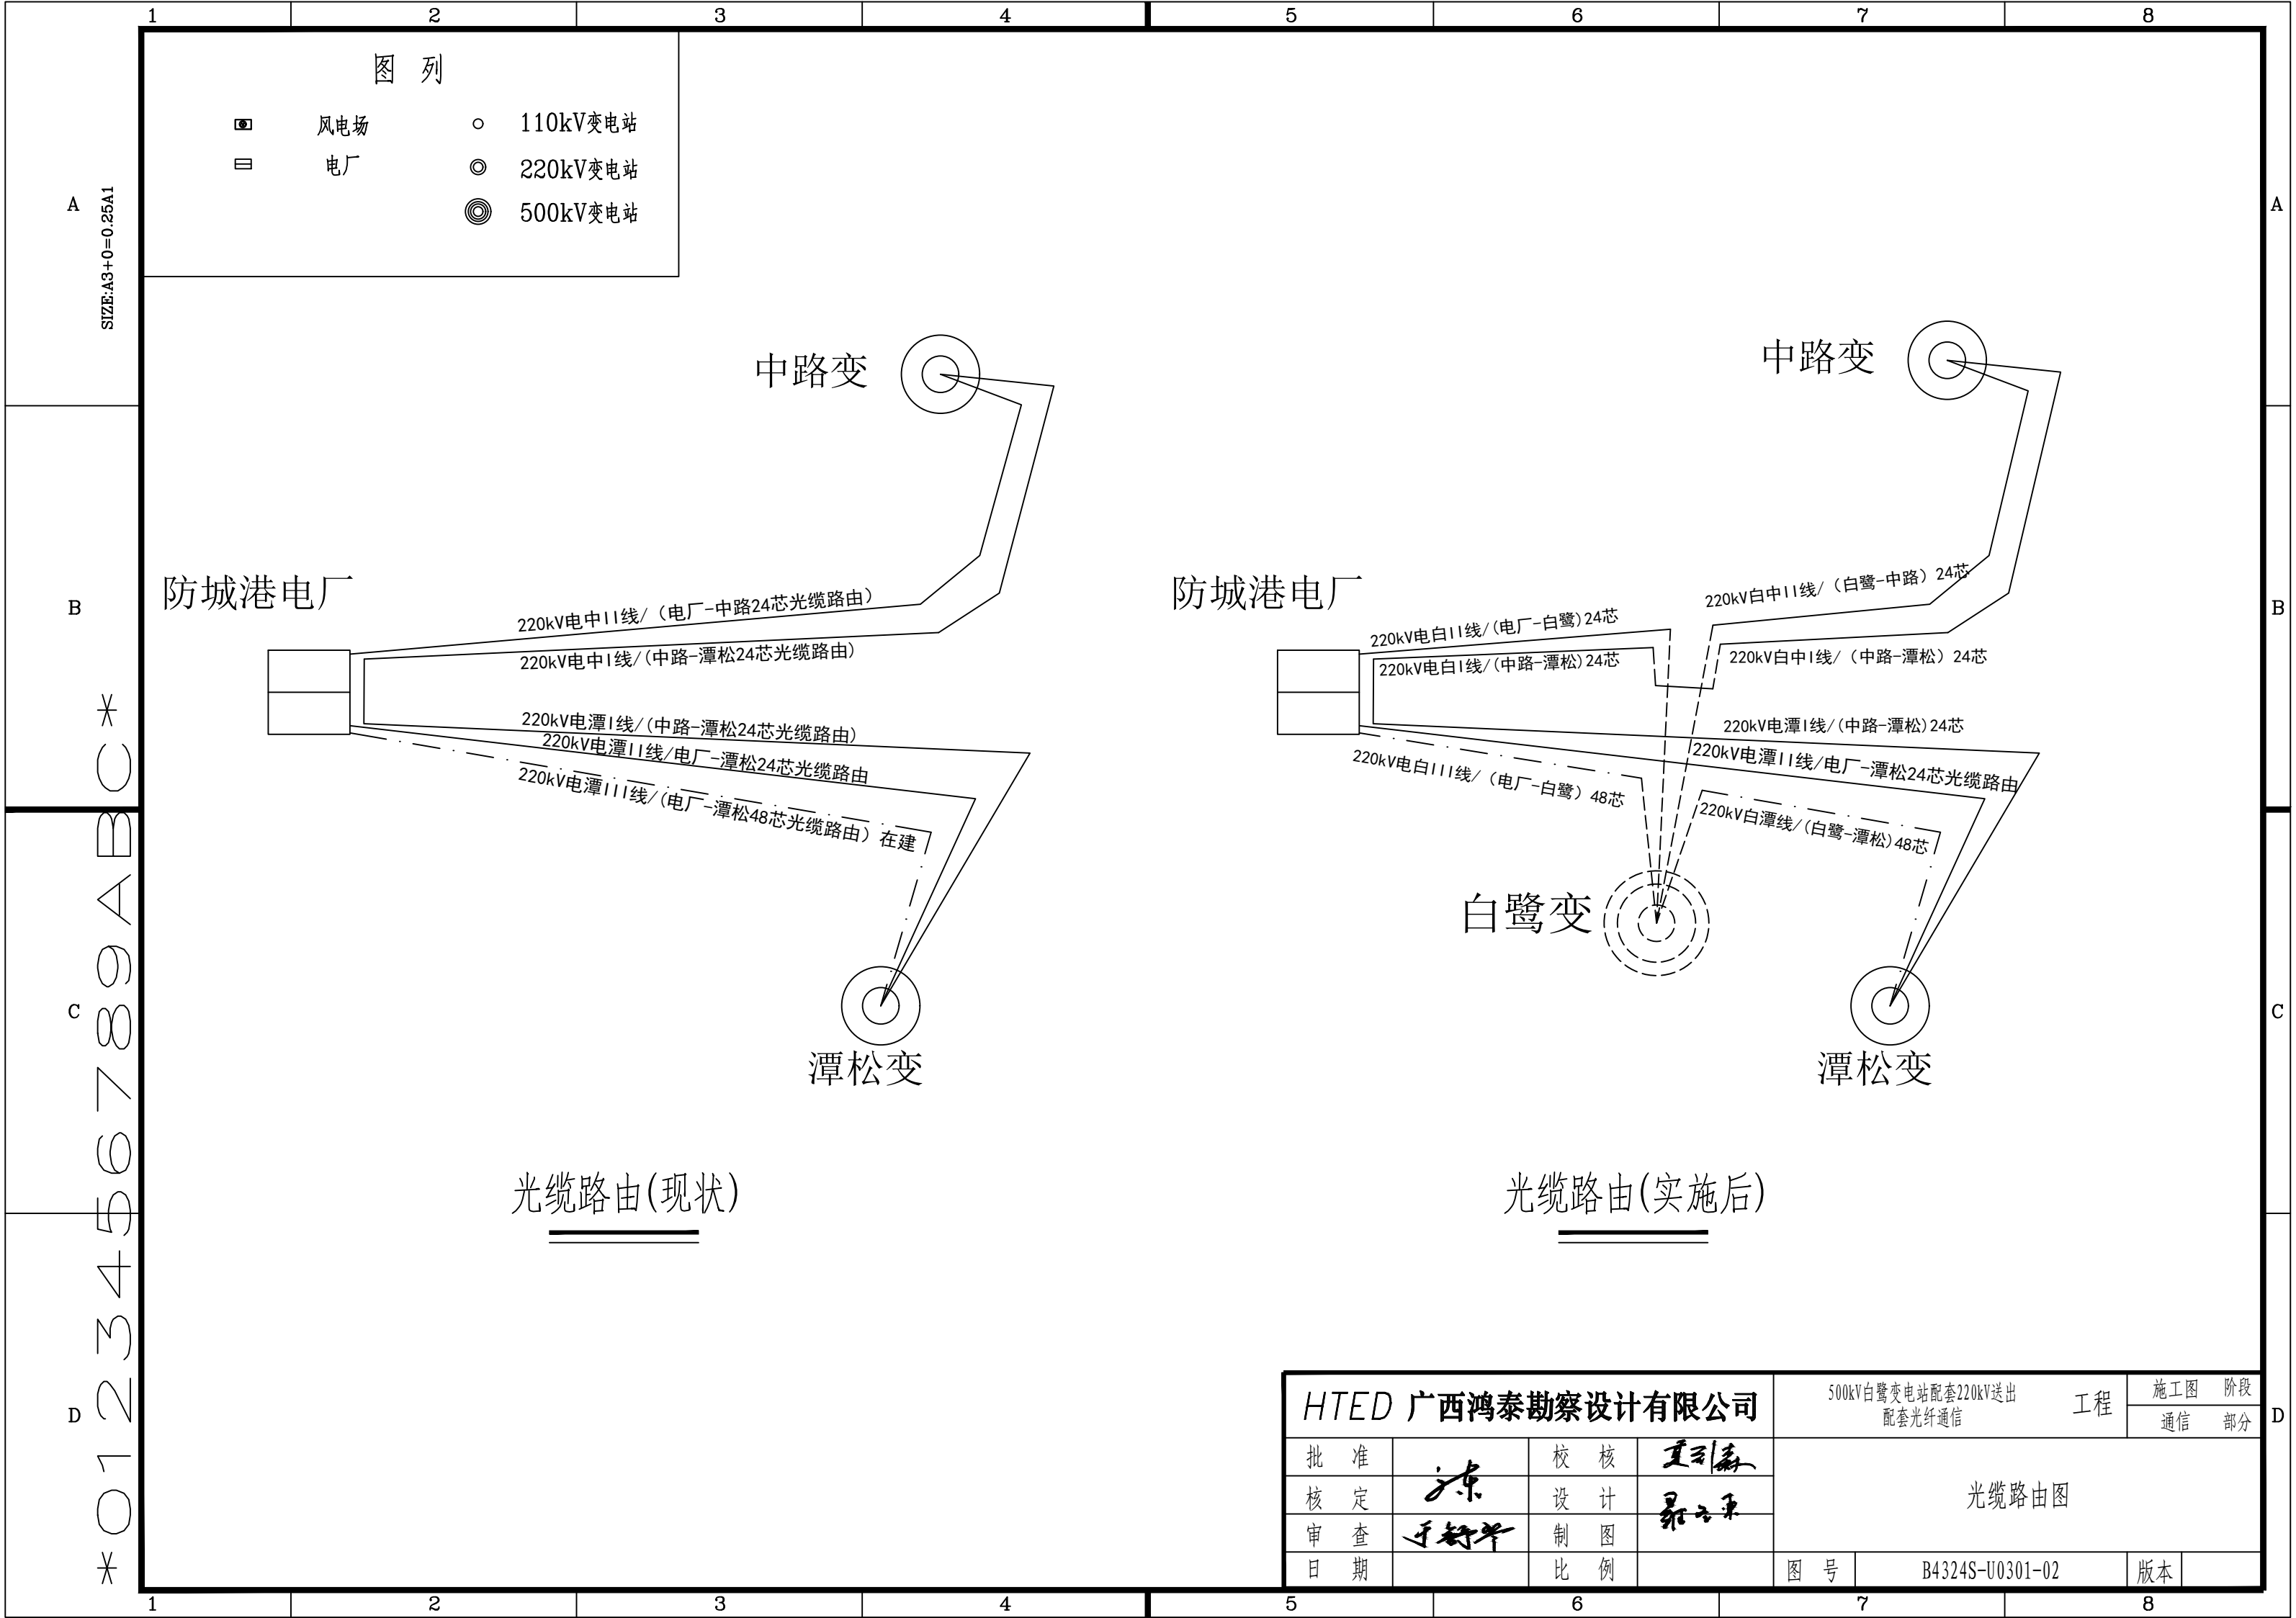 1 2 3 4 5 6 7 8
A
B
C
D
A
B
C
D
SIZE:A3+0=0.25A1
*0123456789ABC*
图 列
风电场
110kV变电站
电厂
220kV变电站
500kV变电站
中路变
防城港电厂
220kV电中II线/（电厂-中路24芯光缆路由）
220kV电中I线/(中路-潭松24芯光缆路由)
220kV电潭I线/(中路-潭松24芯光缆路由)
220kV电潭II线/电厂-潭松24芯光缆路由
220kV电潭III线/(电厂-潭松48芯光缆路由）在建
潭松变
光缆路由(现状)
中路变
防城港电厂
220kV白中II线/（白鹭-中路）24芯
220kV电白II线/(电厂-白鹭)24芯
220kV电白I线/(中路-潭松)24芯
220kV白中I线/（中路-潭松）24芯
220kV电潭I线/(中路-潭松)24芯
220kV电潭II线/电厂-潭松24芯光缆路由
220kV电白III线/（电厂-白鹭）48芯
220kV白潭线/(白鹭-潭松)48芯
白鹭变
潭松变
光缆路由(实施后)
HTED 广西鸿泰勘察设计有限公司
500kV白鹭变电站配套220kV送出
配套光纤通信
工程
施工图 阶段
通信 部分
批 准
校 核
核 定
设 计
审 查
制 图
日 期
比 例
光缆路由图
图 号
B4324S-U0301-02
版本
1 2 3 4 5 6 7 8